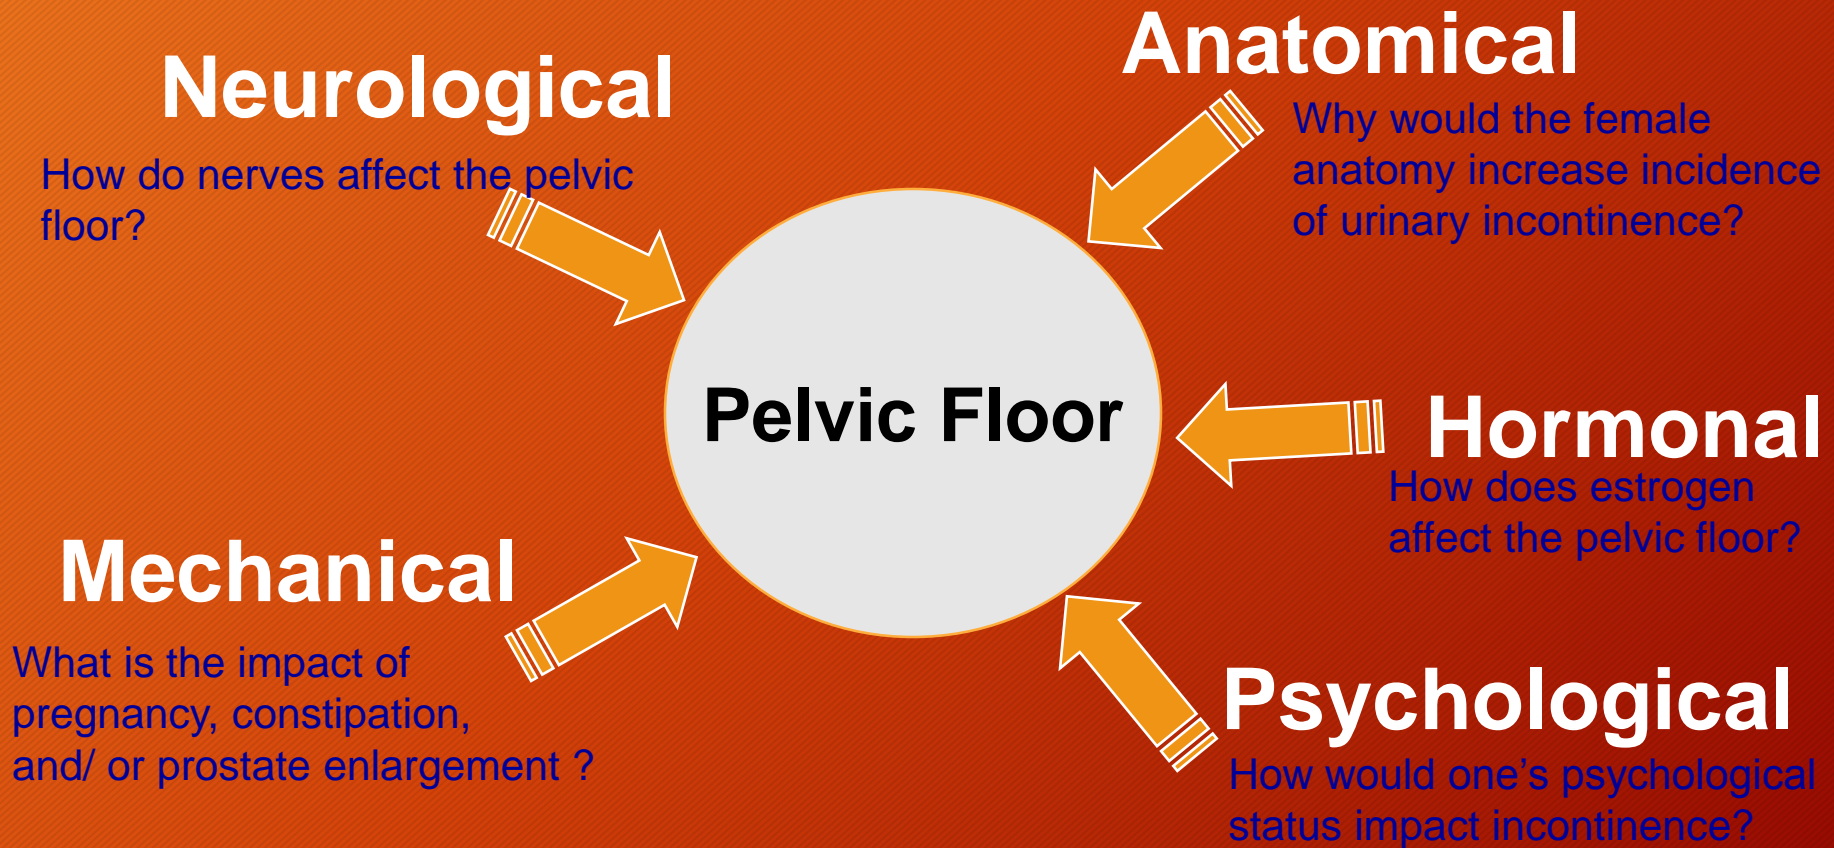 Neurological
How do nerves affect the pelvic
floor?
Anatomical
Why would the female
anatomy increase incidence
of urinary incontinence?
Pelvic Floor
Hormonal
How does estrogen
affect the pelvic floor?
Mechanical
What is the impact of
pregnancy, constipation,
and/ or prostate enlargement ?
Psychological
How would one’s psychological
status impact incontinence?